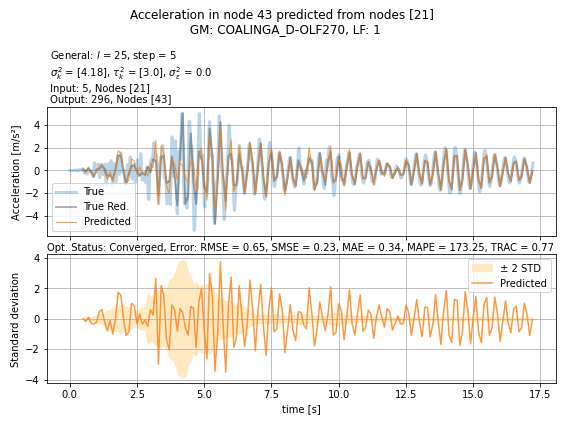 Acceleration in node 43 predicted from nodes [21]
GM: COALINGA_D-OLF270, LF: 1
General: l = 25, step = 5
σ²ₖ = [4.18], τ²ₖ = [3.0], σ²ₑ = 0.0
Input: 5, Nodes [21]
Output: 296, Nodes [43]
Acceleration [m/s²]
4
2
0
−2
−4
True
True Red.
Predicted
Opt. Status: Converged, Error: RMSE = 0.65, SMSE = 0.23, MAE = 0.34, MAPE = 173.25, TRAC = 0.77
Standard deviation
4
2
0
−2
−4
± 2 STD
Predicted
0.0 2.5 5.0 7.5 10.0 12.5 15.0 17.5
time [s]